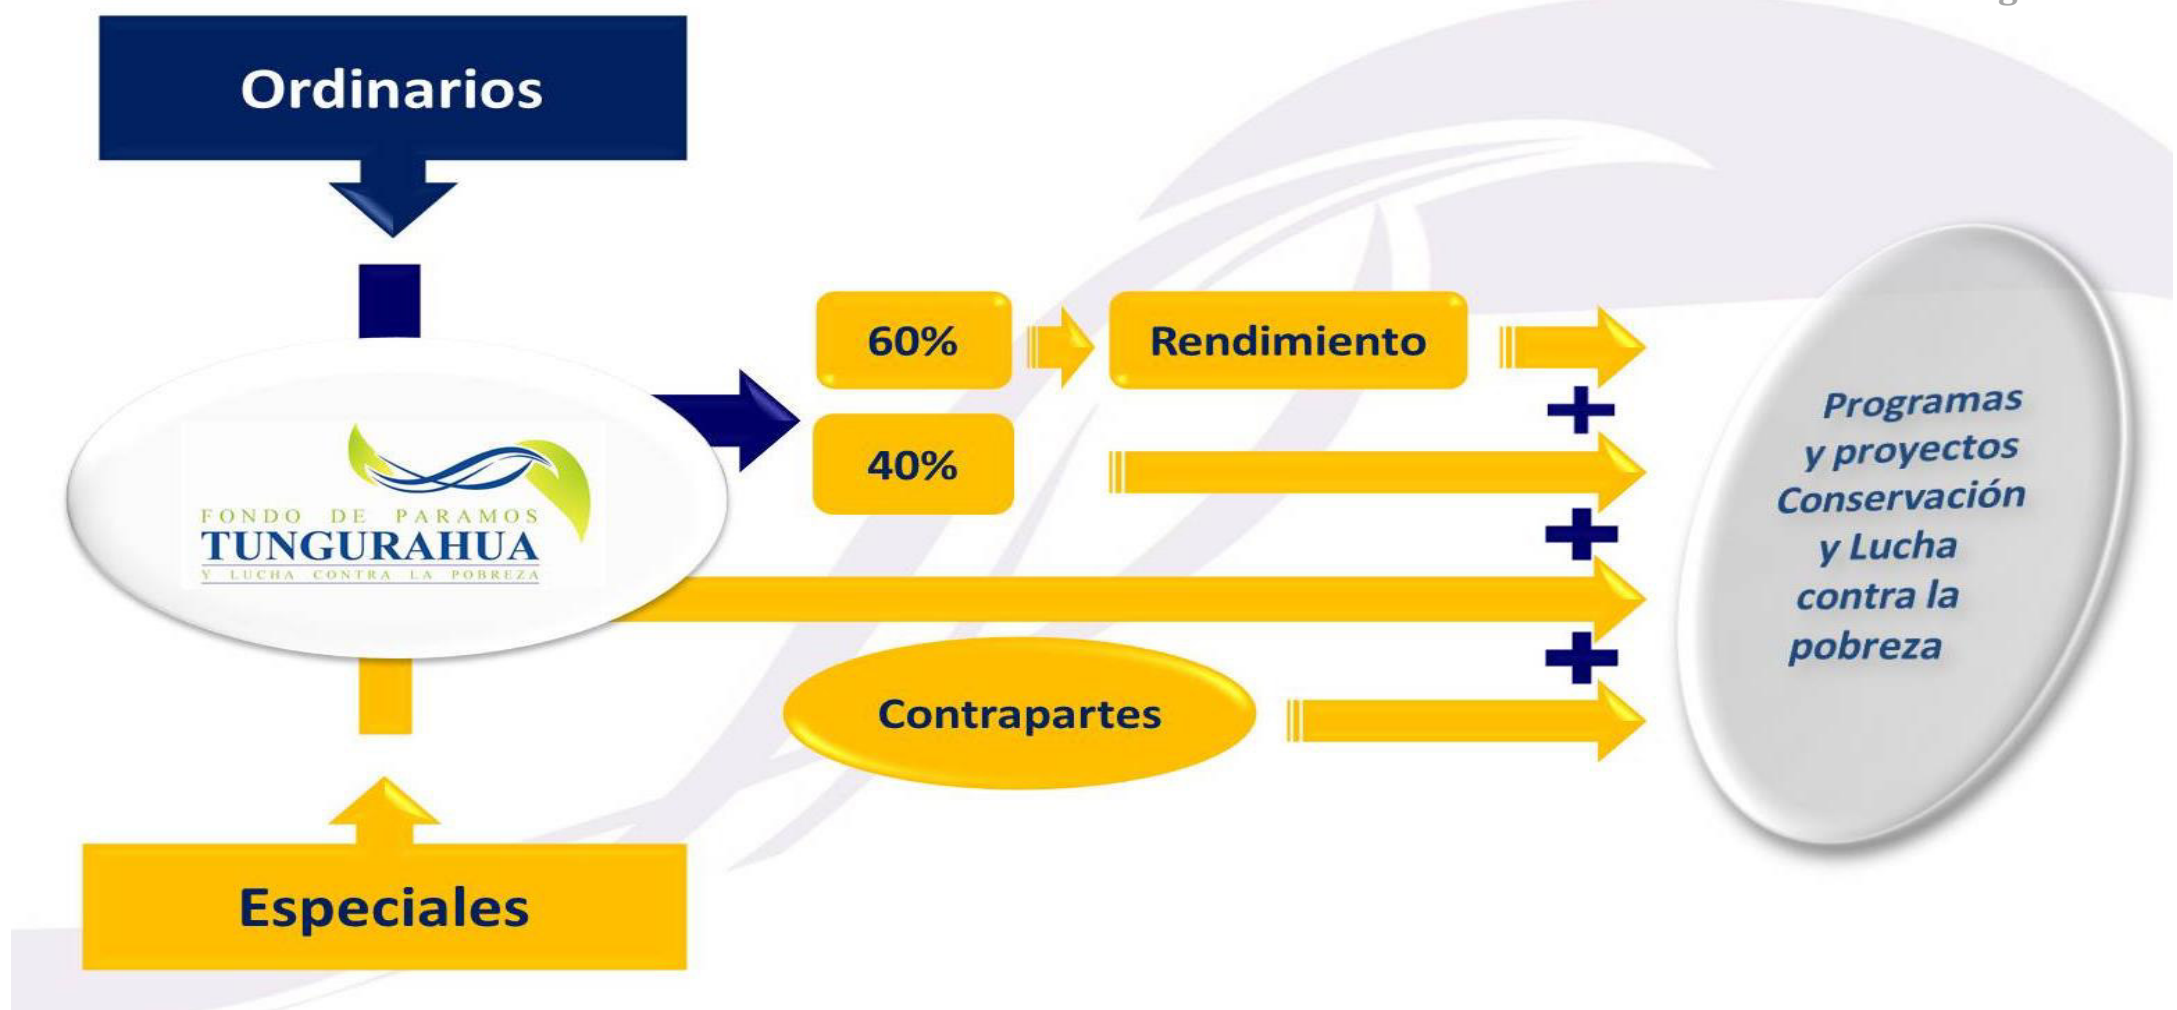 Ordinarios
60%
Rendimiento
40%
FONDO DE PARAMOS
TUNGURAHUA
Y LUCHA CONTRA LA POBREZA
Contrapartes
Especiales
Programas
y proyectos
Conservación
y Lucha
contra la
pobreza